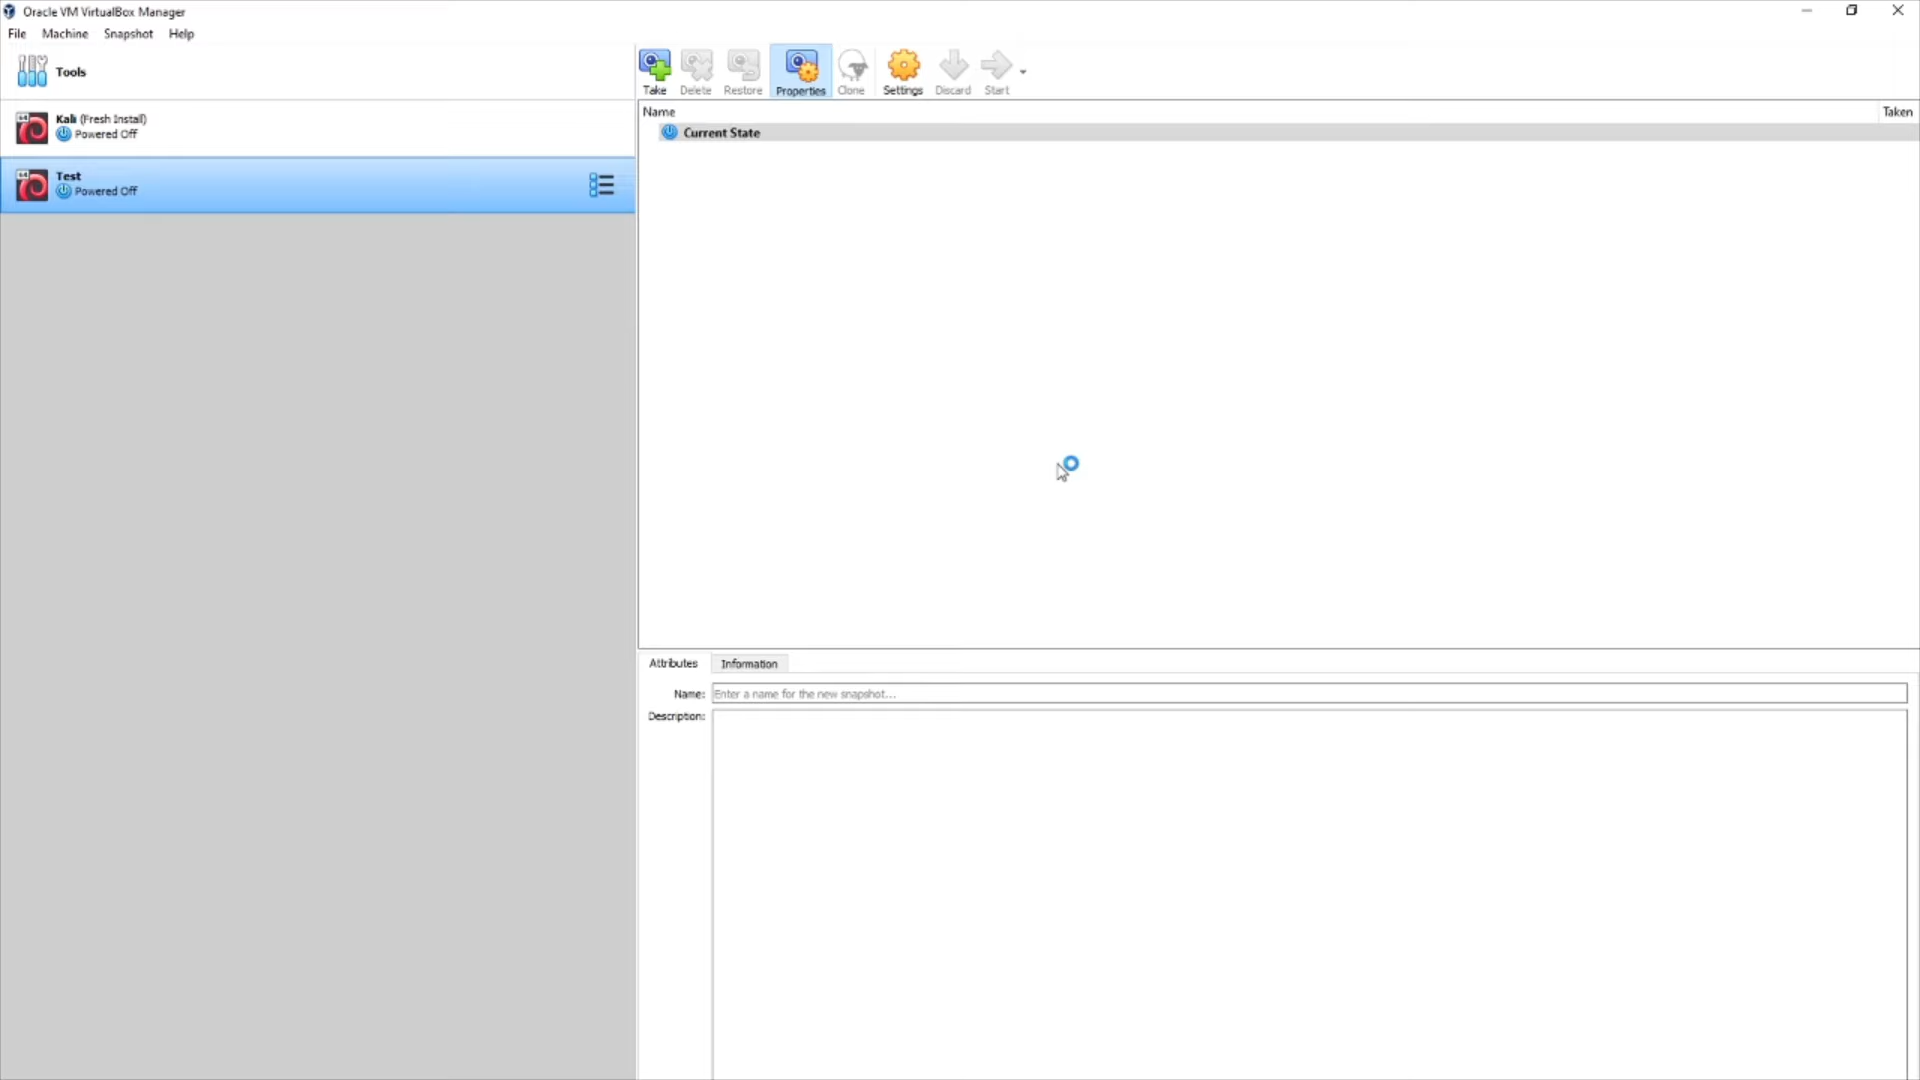 Oracle VM VirtualBox Manager
File Machine Snapshot Help
Tools
Take Delete Restore Properties Clone Settings Discard Start
Name Taken
Current State
64 Kali (Fresh Install)
Powered Off
64 Test
Powered Off
Attributes Information
Name: Enter a name for the new snapshot...
Description: